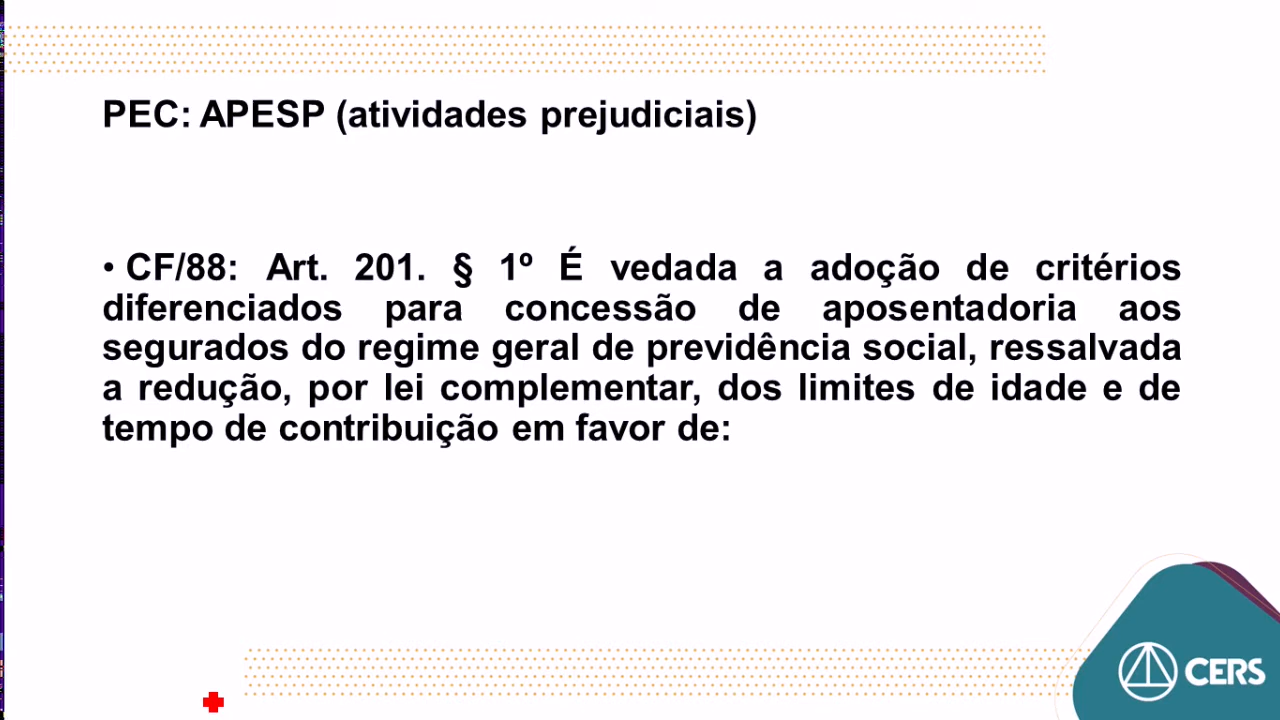 PEC: APESP (atividades prejudiciais)
• CF/88: Art. 201. § 1º É vedada a adoção de critérios
diferenciados para concessão de aposentadoria aos
segurados do regime geral de previdência social, ressalvada
a redução, por lei complementar, dos limites de idade e de
tempo de contribuição em favor de:
CERS